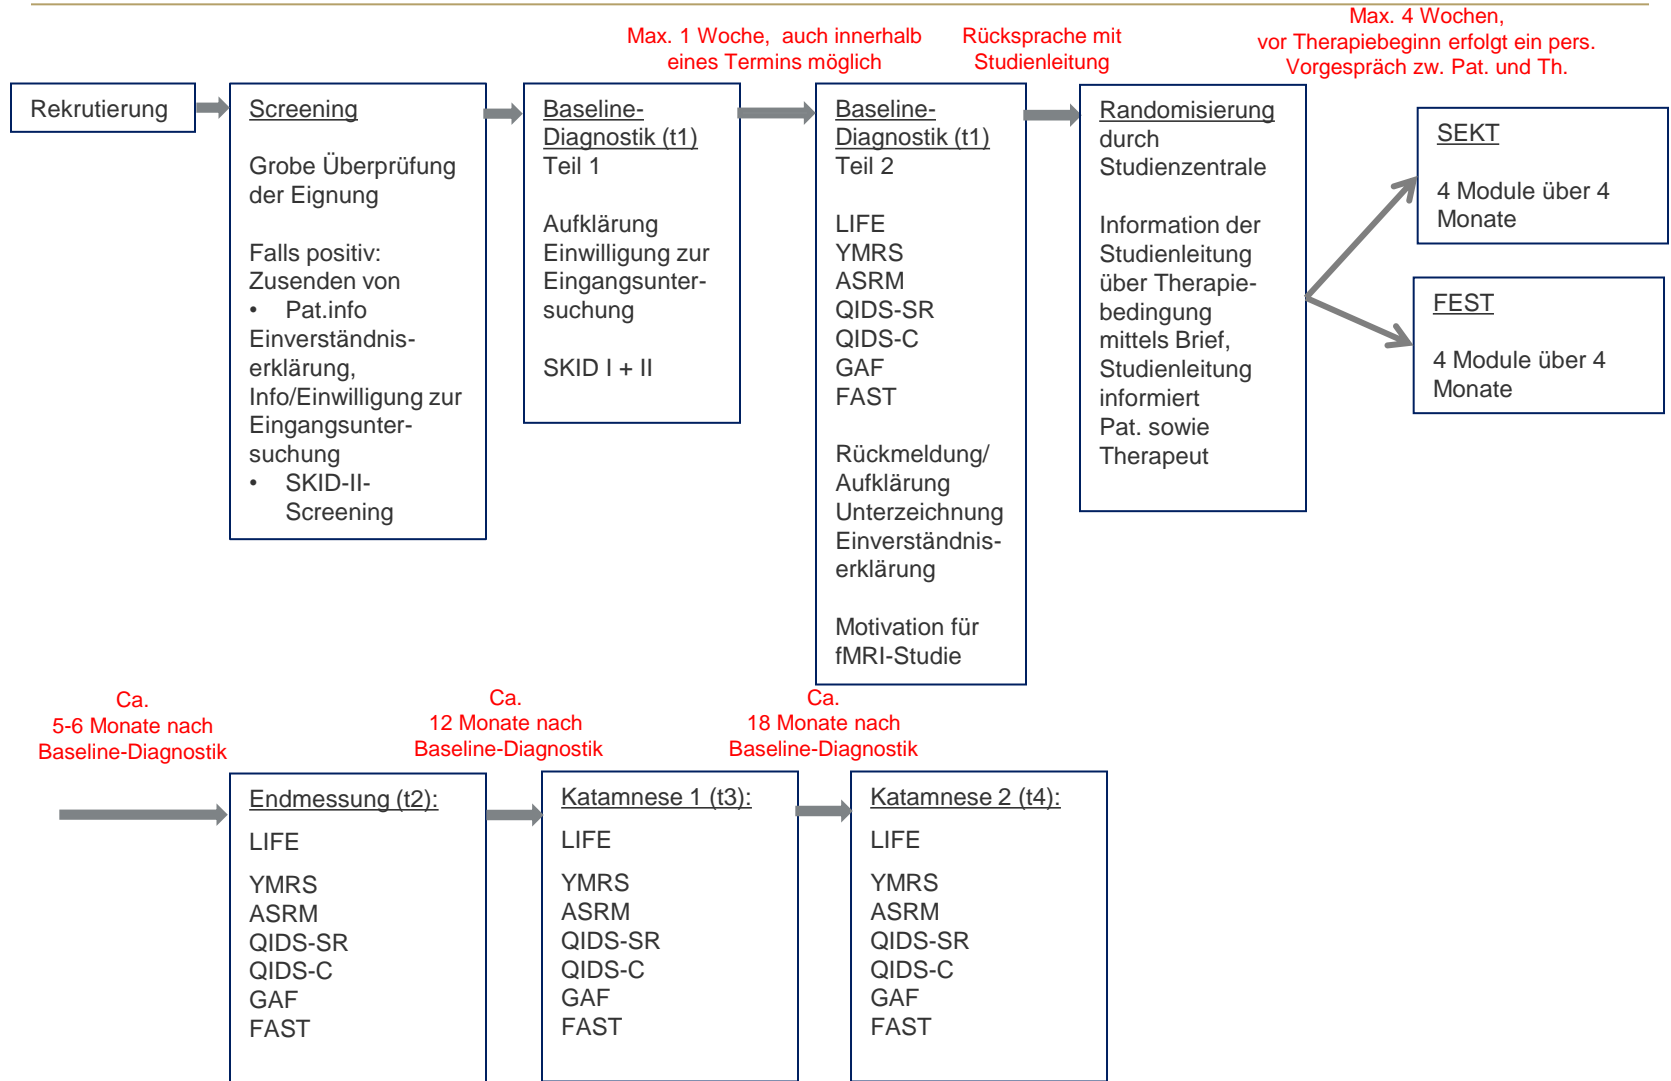 Max. 1 Woche,  auch innerhalb
eines Termins möglich
Rücksprache mit
Studienleitung
Max. 4 Wochen,
vor Therapiebeginn erfolgt ein pers.
Vorgespräch zw. Pat. und Th.
Rekrutierung
Screening
Grobe Überprüfung
der Eignung
Falls positiv:
Zusenden von
• Pat.info
Einverständnis-
erklärung,
Info/Einwilligung zur
Eingangsunter-
suchung
• SKID-II-
Screening
Baseline-
Diagnostik (t1)
Teil 1
Aufklärung
Einwilligung zur
Eingangsunter-
suchung
SKID I + II
Baseline-
Diagnostik (t1)
Teil 2
LIFE
YMRS
ASRM
QIDS-SR
QIDS-C
GAF
FAST
Rückmeldung/
Aufklärung
Unterzeichnung
Einverständnis-
erklärung
Motivation für
fMRI-Studie
Randomisierung
durch
Studienzentrale
Information der
Studienleitung
über Therapie-
bedingung
mittels Brief,
Studienleitung
informiert
Pat. sowie
Therapeut
SEKT
4 Module über 4
Monate
FEST
4 Module über 4
Monate
Ca.
5-6 Monate nach
Baseline-Diagnostik
Ca.
12 Monate nach
Baseline-Diagnostik
Ca.
18 Monate nach
Baseline-Diagnostik
Endmessung (t2):
LIFE
YMRS
ASRM
QIDS-SR
QIDS-C
GAF
FAST
Katamnese 1 (t3):
LIFE
YMRS
ASRM
QIDS-SR
QIDS-C
GAF
FAST
Katamnese 2 (t4):
LIFE
YMRS
ASRM
QIDS-SR
QIDS-C
GAF
FAST